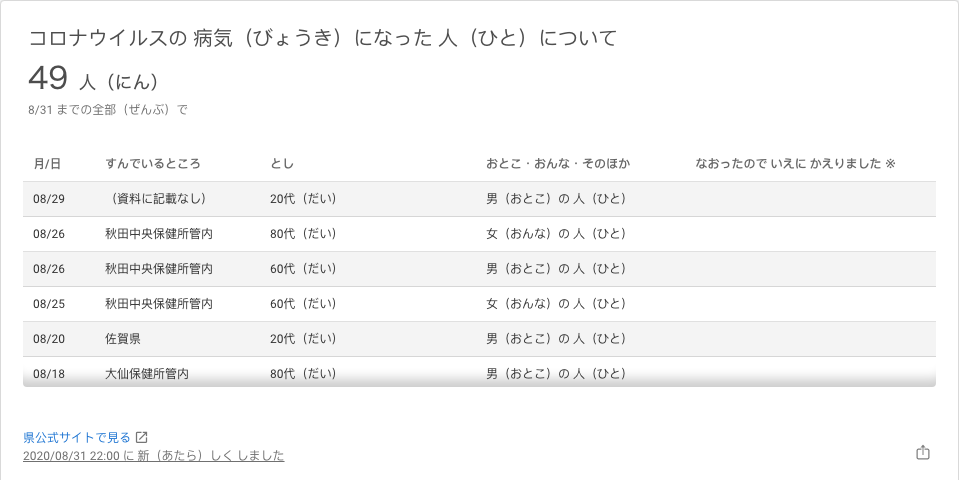 コロナウイルスの 病気（びょうき）になった 人（ひと）について
49 人（にん）
8/31 までの全部（ぜんぶ）で
月/日 すんでいるところ とし おとこ・おんな・そのほか なおったので いえに かえりました ※
08/29 （資料に記載なし） 20代（だい） 男（おとこ）の 人（ひと）
08/26 秋田中央保健所管内 80代（だい） 女（おんな）の 人（ひと）
08/26 秋田中央保健所管内 60代（だい） 男（おとこ）の 人（ひと）
08/25 秋田中央保健所管内 60代（だい） 女（おんな）の 人（ひと）
08/20 佐賀県 20代（だい） 男（おとこ）の 人（ひと）
08/18 大仙保健所管内 80代（だい） 男（おとこ）の 人（ひと）
県公式サイトで見る
2020/08/31 22:00 に 新（あたら）しく しました